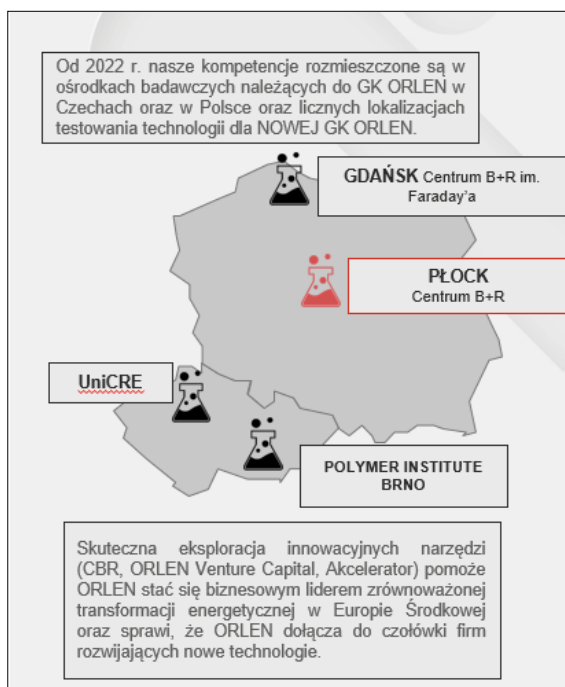 Od 2022 r. nasze kompetencje rozmieszczone są w
ośrodkach badawczych należących do GK ORLEN w
Czechach oraz w Polsce oraz licznych lokalizacjach
testowania technologii dla NOWEJ GK ORLEN.
GDAŃSK Centrum B+R im.
Faraday'a
PŁOCK
Centrum B+R
UniCRE
POLYMER INSTITUTE
BRNO
Skuteczna eksploracja innowacyjnych narzędzi
(CBR, ORLEN Venture Capital, Akcelerator) pomoże
ORLEN stać się biznesowym liderem zrównoważonej
transformacji energetycznej w Europie Środkowej
oraz sprawi, że ORLEN dołącza do czołówki firm
rozwijających nowe technologie.